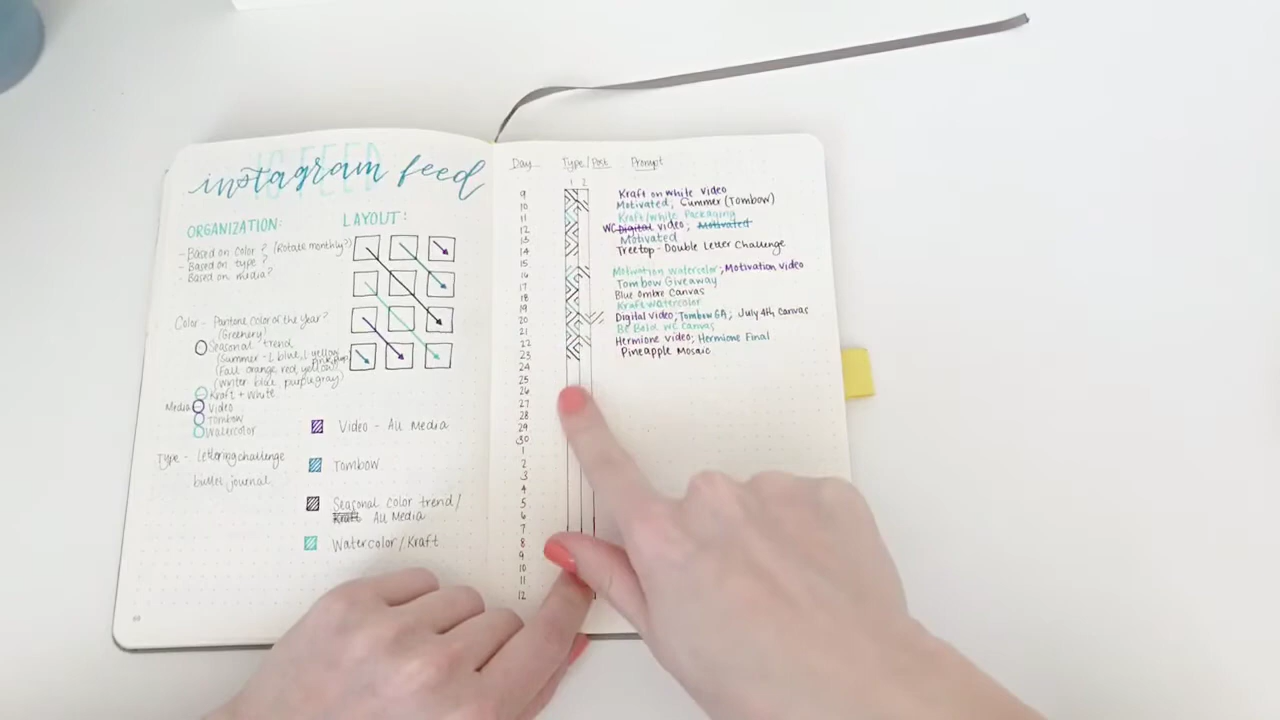 instagram feed
ORGANIZATION:
- Based on color? (Rotate monthly?)
- Based on type?
- Based on media?
Color - Pantone color of the year?
(Greenery)
Seasonal trend
(Summer - 1 blue, 1 yellow,
(Fall orange, red, yellow)
(Winter blue, purple, gray)
Kraft + white
Media Video
Tombow
Watercolor
Type - Lettering challenge
bullet journal
LAYOUT:
Video - All Media
Tombow
Seasonal color trend/
Kraft All Media
Watercolor/Kraft
Day Type/Post Prompt
1 2
9 Kraft on white video
10 Motivated, Summer (Tombow)
11 Kraft/white Packaging
12 WC Digital video; Motivated
13 Motivated
14 Treetop - Double Letter Challenge
15
16 Motivation watercolor; Motivation video
17 Tombow Giveaway
18 Blue Ombre Canvas
19 Kraft watercolor
20 Digital Video; Tombow GA; July 4th, Canvas
21 Be Bold WC Canvas
22 Hermione Video; Hermione Final
23 Pineapple Mosaic
24
25
26
27
28
29
30
1
2
3
4
5
6
7
8
9
10
11
12